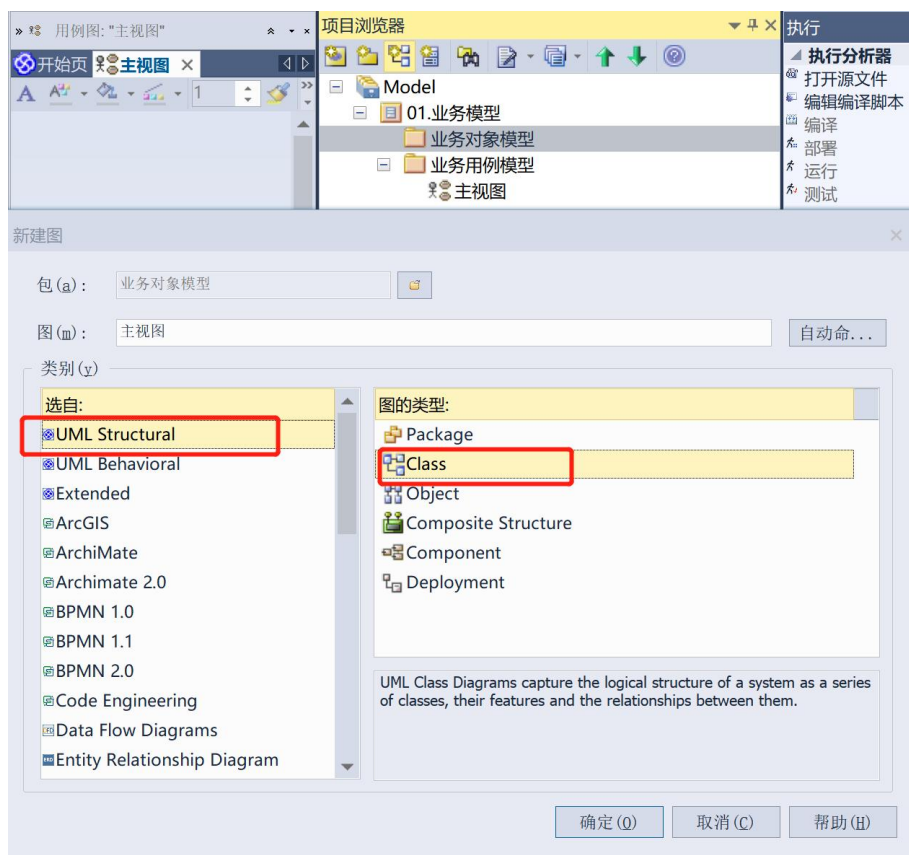 用例图:"主视图"
开始页 主视图
1
项目浏览器
Model
01.业务模型
业务对象模型
业务用例模型
主视图
执行
执行分析器
打开源文件
编辑编译脚本
编译
部署
运行
测试
新建图
包(a): 业务对象模型
图(m): 主视图 自动命...
类别(y)
选自:
UML Structural
UML Behavioral
Extended
ArcGIS
ArchiMate
Archimate 2.0
BPMN 1.0
BPMN 1.1
BPMN 2.0
Code Engineering
Data Flow Diagrams
Entity Relationship Diagram
图的类型:
Package
Class
Object
Composite Structure
Component
Deployment
UML Class Diagrams capture the logical structure of a system as a series
of classes, their features and the relationships between them.
确定(O) 取消(C) 帮助(H)